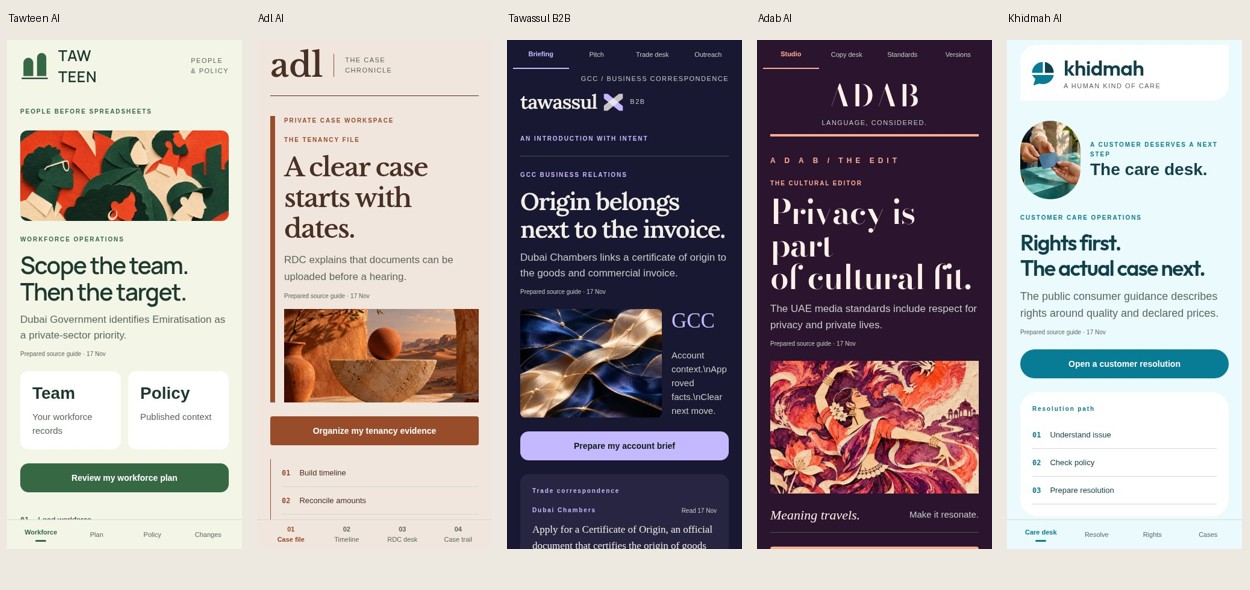 Tawteen AI
TAW
TEEN
PEOPLE
& POLICY
PEOPLE BEFORE SPREADSHEETS
WORKFORCE OPERATIONS
Scope the team.
Then the target.
Dubai Government identifies Emiratisation as
a private-sector priority.
Prepared source guide · 17 Nov
Team
Your workforce
records
Policy
Published context
Review my workforce plan
Workforce
Plan
Policy
Changes
Adl AI
adl
THE CASE
CHRONICLE
PRIVATE CASE WORKSPACE
THE TENANCY FILE
A clear case
starts with
dates.
RDC explains that documents can be
uploaded before a hearing.
Prepared source guide · 17 Nov
Organize my tenancy evidence
01 Build timeline
02 Reconcile amounts
01
Case file
02
Timeline
03
RDC desk
04
Case trail
Tawassul B2B
Briefing
Pitch
Trade desk
Outreach
GCC / BUSINESS CORRESPONDENCE
tawassul B2B
AN INTRODUCTION WITH INTENT
GCC BUSINESS RELATIONS
Origin belongs
next to the invoice.
Dubai Chambers links a certificate of origin to
the goods and commercial invoice.
Prepared source guide · 17 Nov
GCC
Account
context.\nApp
roved
facts.\nClear
next move.
Prepare my account brief
Trade correspondence
Dubai Chambers
Read 17 Nov
Apply for a Certificate of Origin, an official
document that certifies the origin of goods
Adab AI
Studio
Copy desk
Standards
Versions
ADAB
LANGUAGE, CONSIDERED.
ADAB / THE EDIT
THE CULTURAL EDITOR
Privacy is
part
of cultural fit.
The UAE media standards include respect for
privacy and private lives.
Prepared source guide · 17 Nov
Meaning travels.
Make it resonate.
Khidmah AI
khidmah
A HUMAN KIND OF CARE
A CUSTOMER DESERVES A NEXT
STEP
The care desk.
CUSTOMER CARE OPERATIONS
Rights first.
The actual case next.
The public consumer guidance describes
rights around quality and declared prices.
Prepared source guide · 17 Nov
Open a customer resolution
Resolution path
01 Understand issue
02 Check policy
03 Prepare resolution
Care desk
Resolve
Rights
Cases